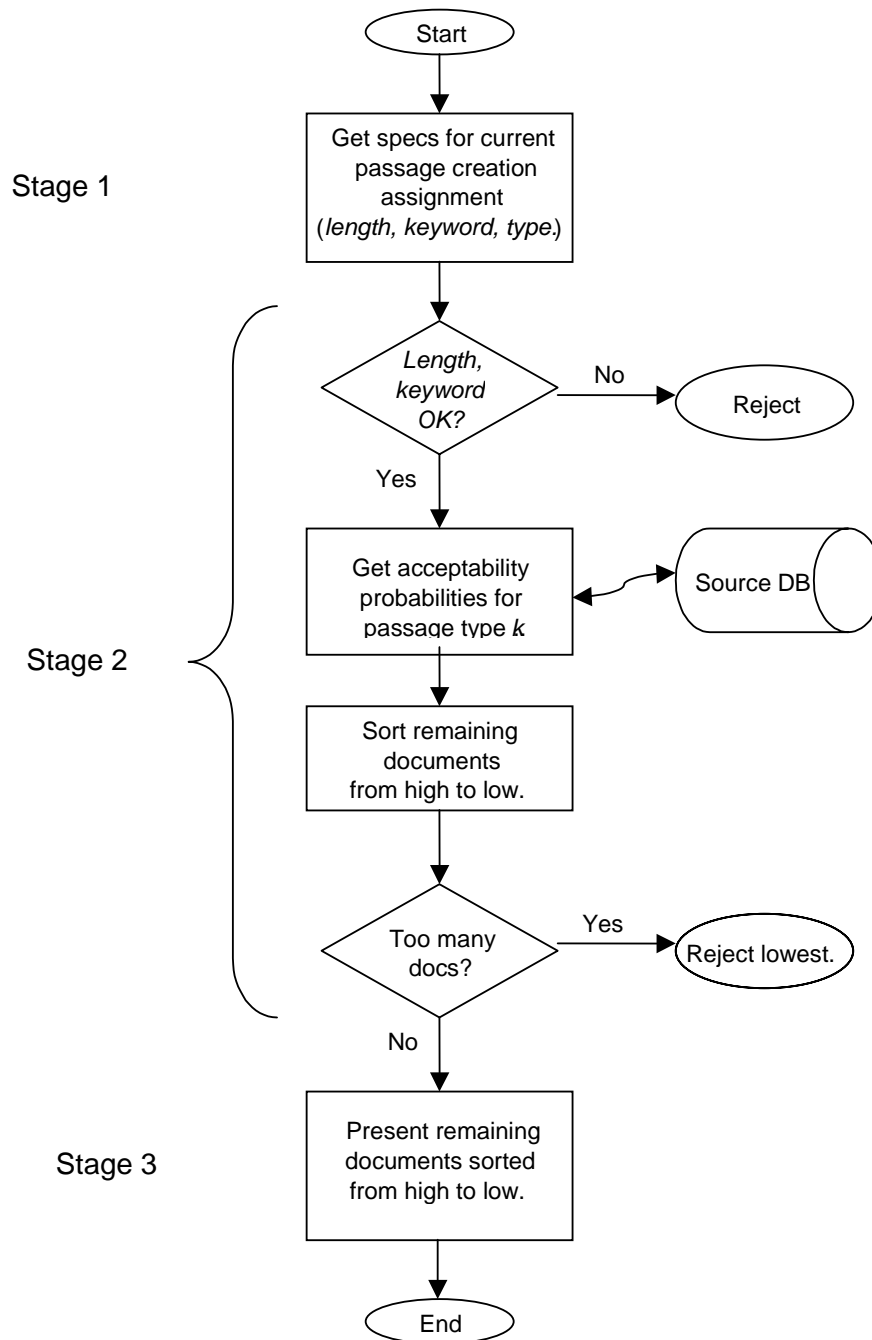 Start
Stage 1
Get specs for current
passage creation
assignment
(length, keyword, type.)
Length,
keyword
OK?
No
Reject
Yes
Get acceptability
probabilities for
passage type k
Source DB
Stage 2
Sort remaining
documents
from high to low.
Too many
docs?
Yes
Reject lowest.
No
Stage 3
Present remaining
documents sorted
from high to low.
End